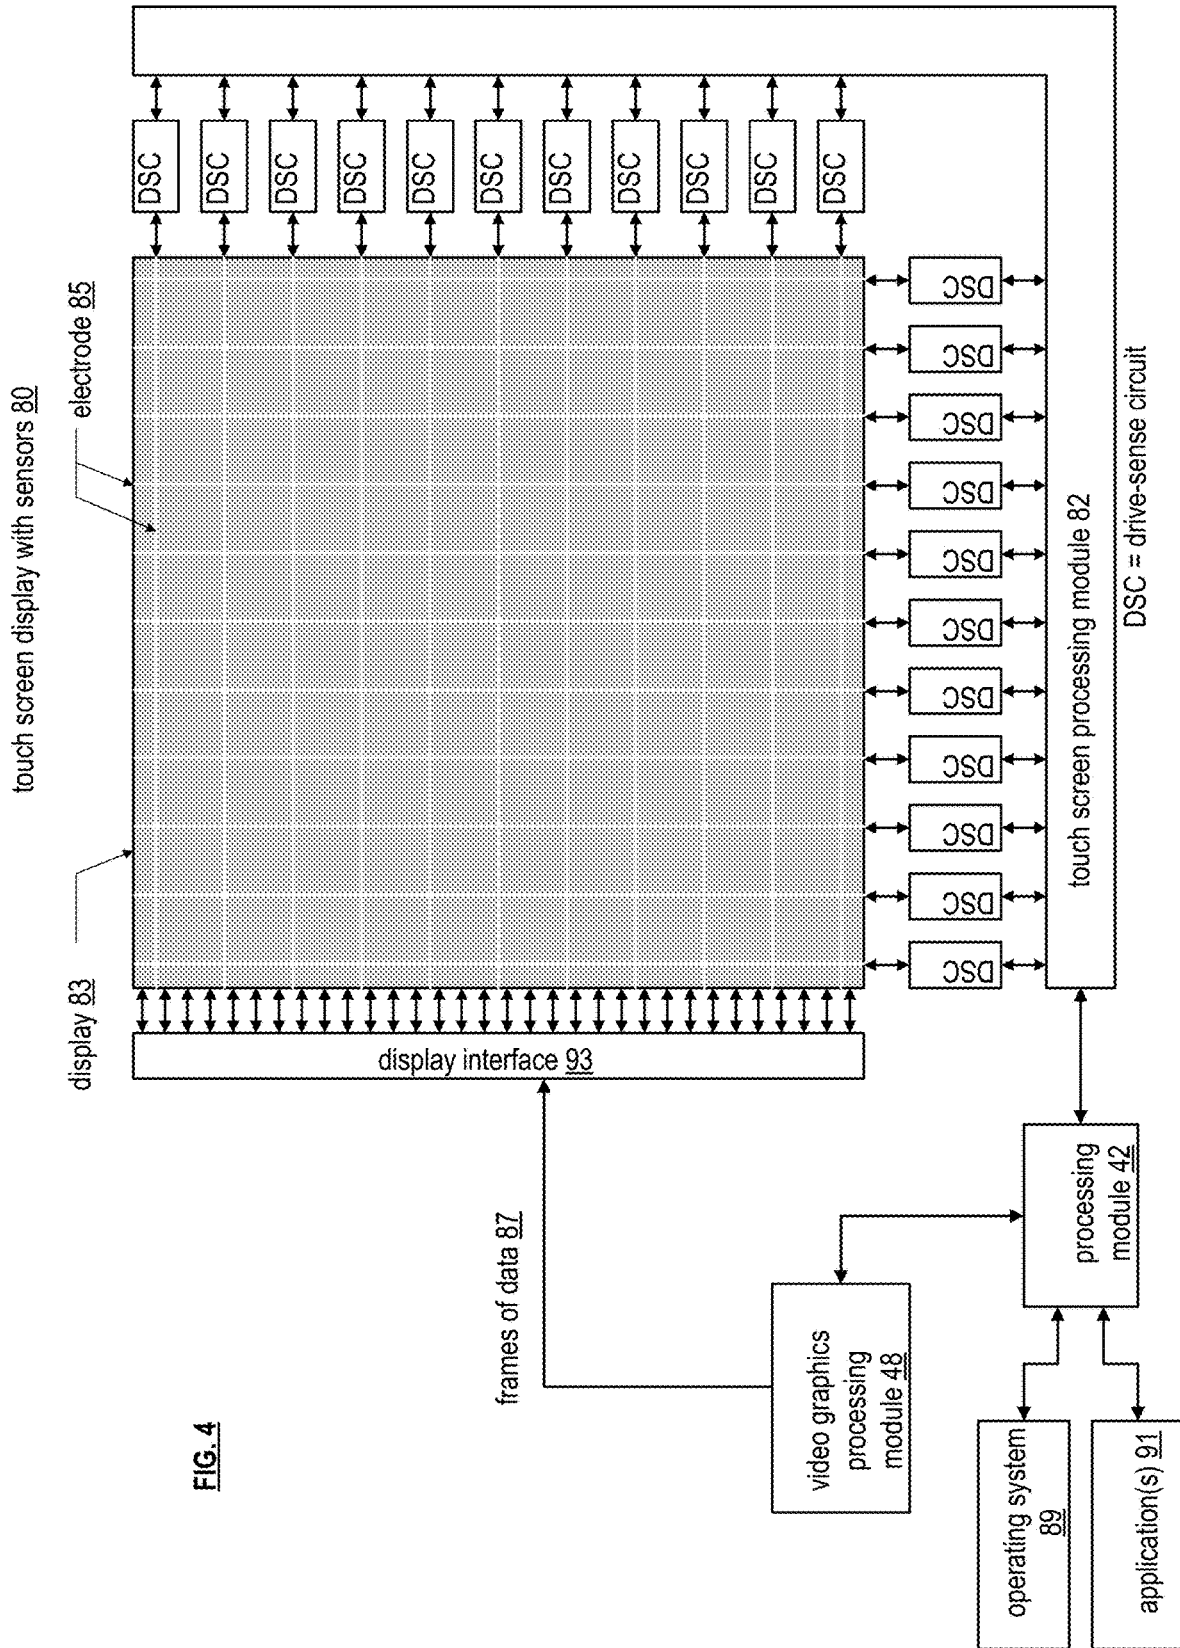 touch screen display with sensors 80
display 83
electrode 85
FIG. 4
DSC
DSC
DSC
DSC
DSC
DSC
DSC
DSC
DSC
DSC
DSC
display interface 93
frames of data 87
video graphics
processing
module 48
DSC
DSC
DSC
DSC
DSC
DSC
DSC
DSC
DSC
DSC
DSC
operating system
89
application(s) 91
processing
module 42
touch screen processing module 82
DSC = drive-sense circuit